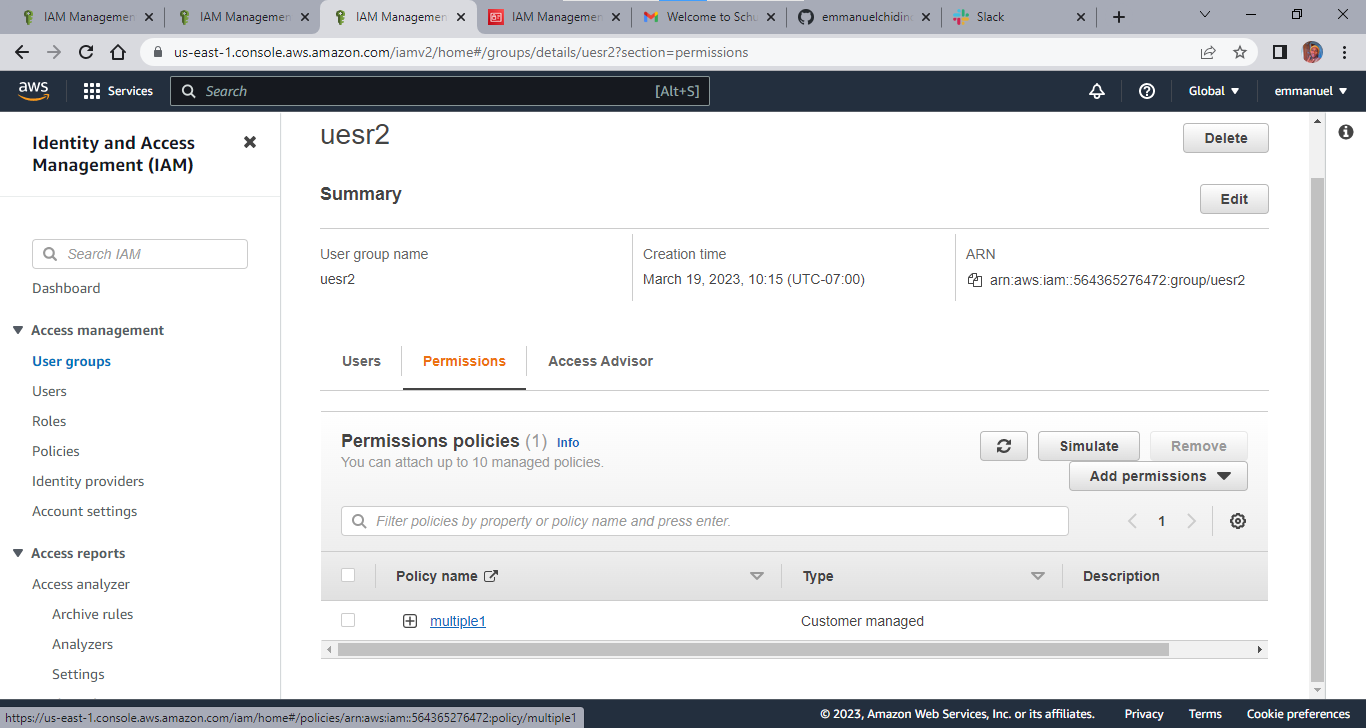 IAM Managemen
IAM Managemen
IAM Managemen
IAM Managemen
Welcome to Schu
emmanuelchidin
Slack
us-east-1.console.aws.amazon.com/iamv2/home#/groups/details/uesr2?section=permissions
aws
Services
Search
[Alt+S]
Global
emmanuel
Identity and Access
Management (IAM)
Search IAM
Dashboard
Access management
User groups
Users
Roles
Policies
Identity providers
Account settings
Access reports
Access analyzer
Archive rules
Analyzers
Settings
uesr2
Delete
Summary
Edit
User group name
uesr2
Creation time
March 19, 2023, 10:15 (UTC-07:00)
ARN
arn:aws:iam::564365276472:group/uesr2
Users
Permissions
Access Advisor
Permissions policies (1) Info
You can attach up to 10 managed policies.
Simulate
Remove
Add permissions
Filter policies by property or policy name and press enter.
1
Policy name
Type
Description
multiple1
Customer managed
https://us-east-1.console.aws.amazon.com/iam/home#/policies/arn:aws:iam::564365276472:policy/multiple1
© 2023, Amazon Web Services, Inc. or its affiliates.
Privacy
Terms
Cookie preferences